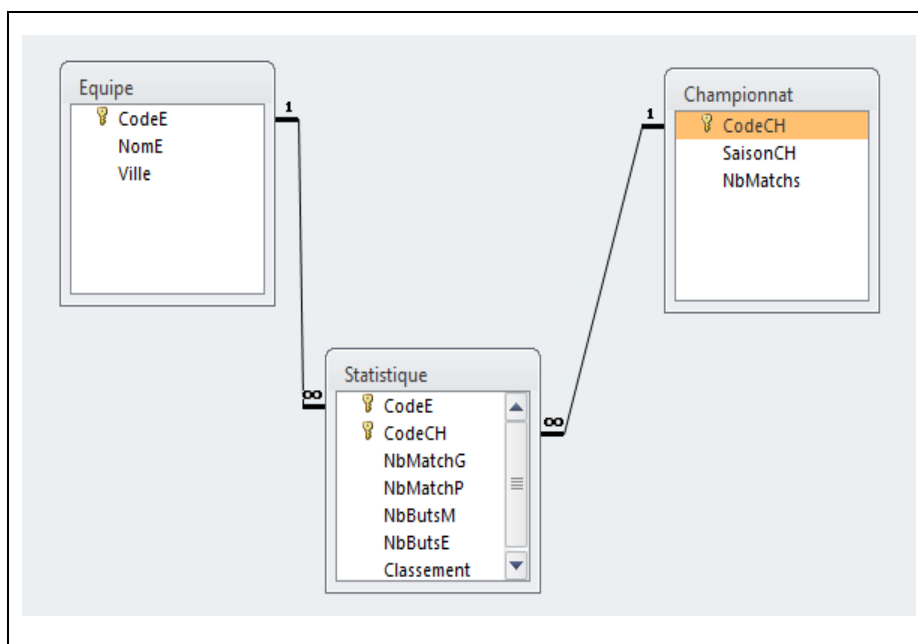 Equipe
CodeE
NomE
Ville
1
∞
Championnat
CodeCH
SaisonCH
NbMatchs
1
∞
Statistique
CodeE
CodeCH
NbMatchG
NbMatchP
NbButsM
NbButsE
Classement